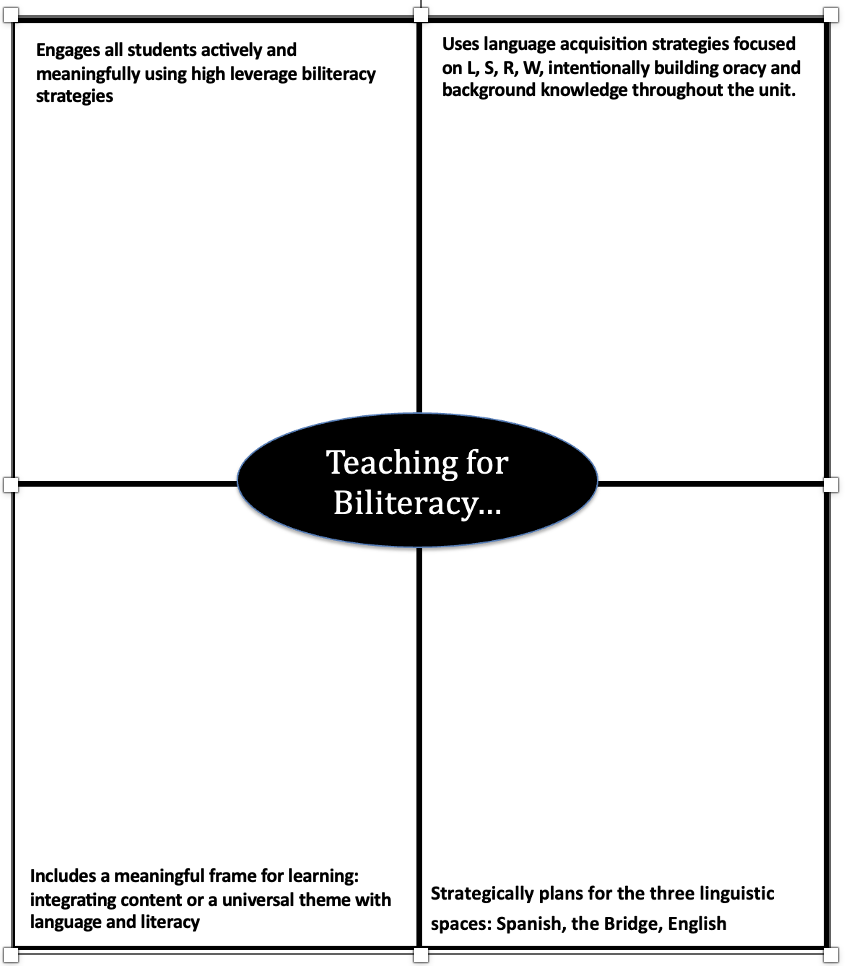 Engages all students actively and
meaningfully using high leverage biliteracy
strategies
Uses language acquisition strategies focused
on L, S, R, W, intentionally building oracy and
background knowledge throughout the unit.
Teaching for
Biliteracy...
Includes a meaningful frame for learning:
integrating content or a universal theme with
language and literacy
Strategically plans for the three linguistic
spaces: Spanish, the Bridge, English